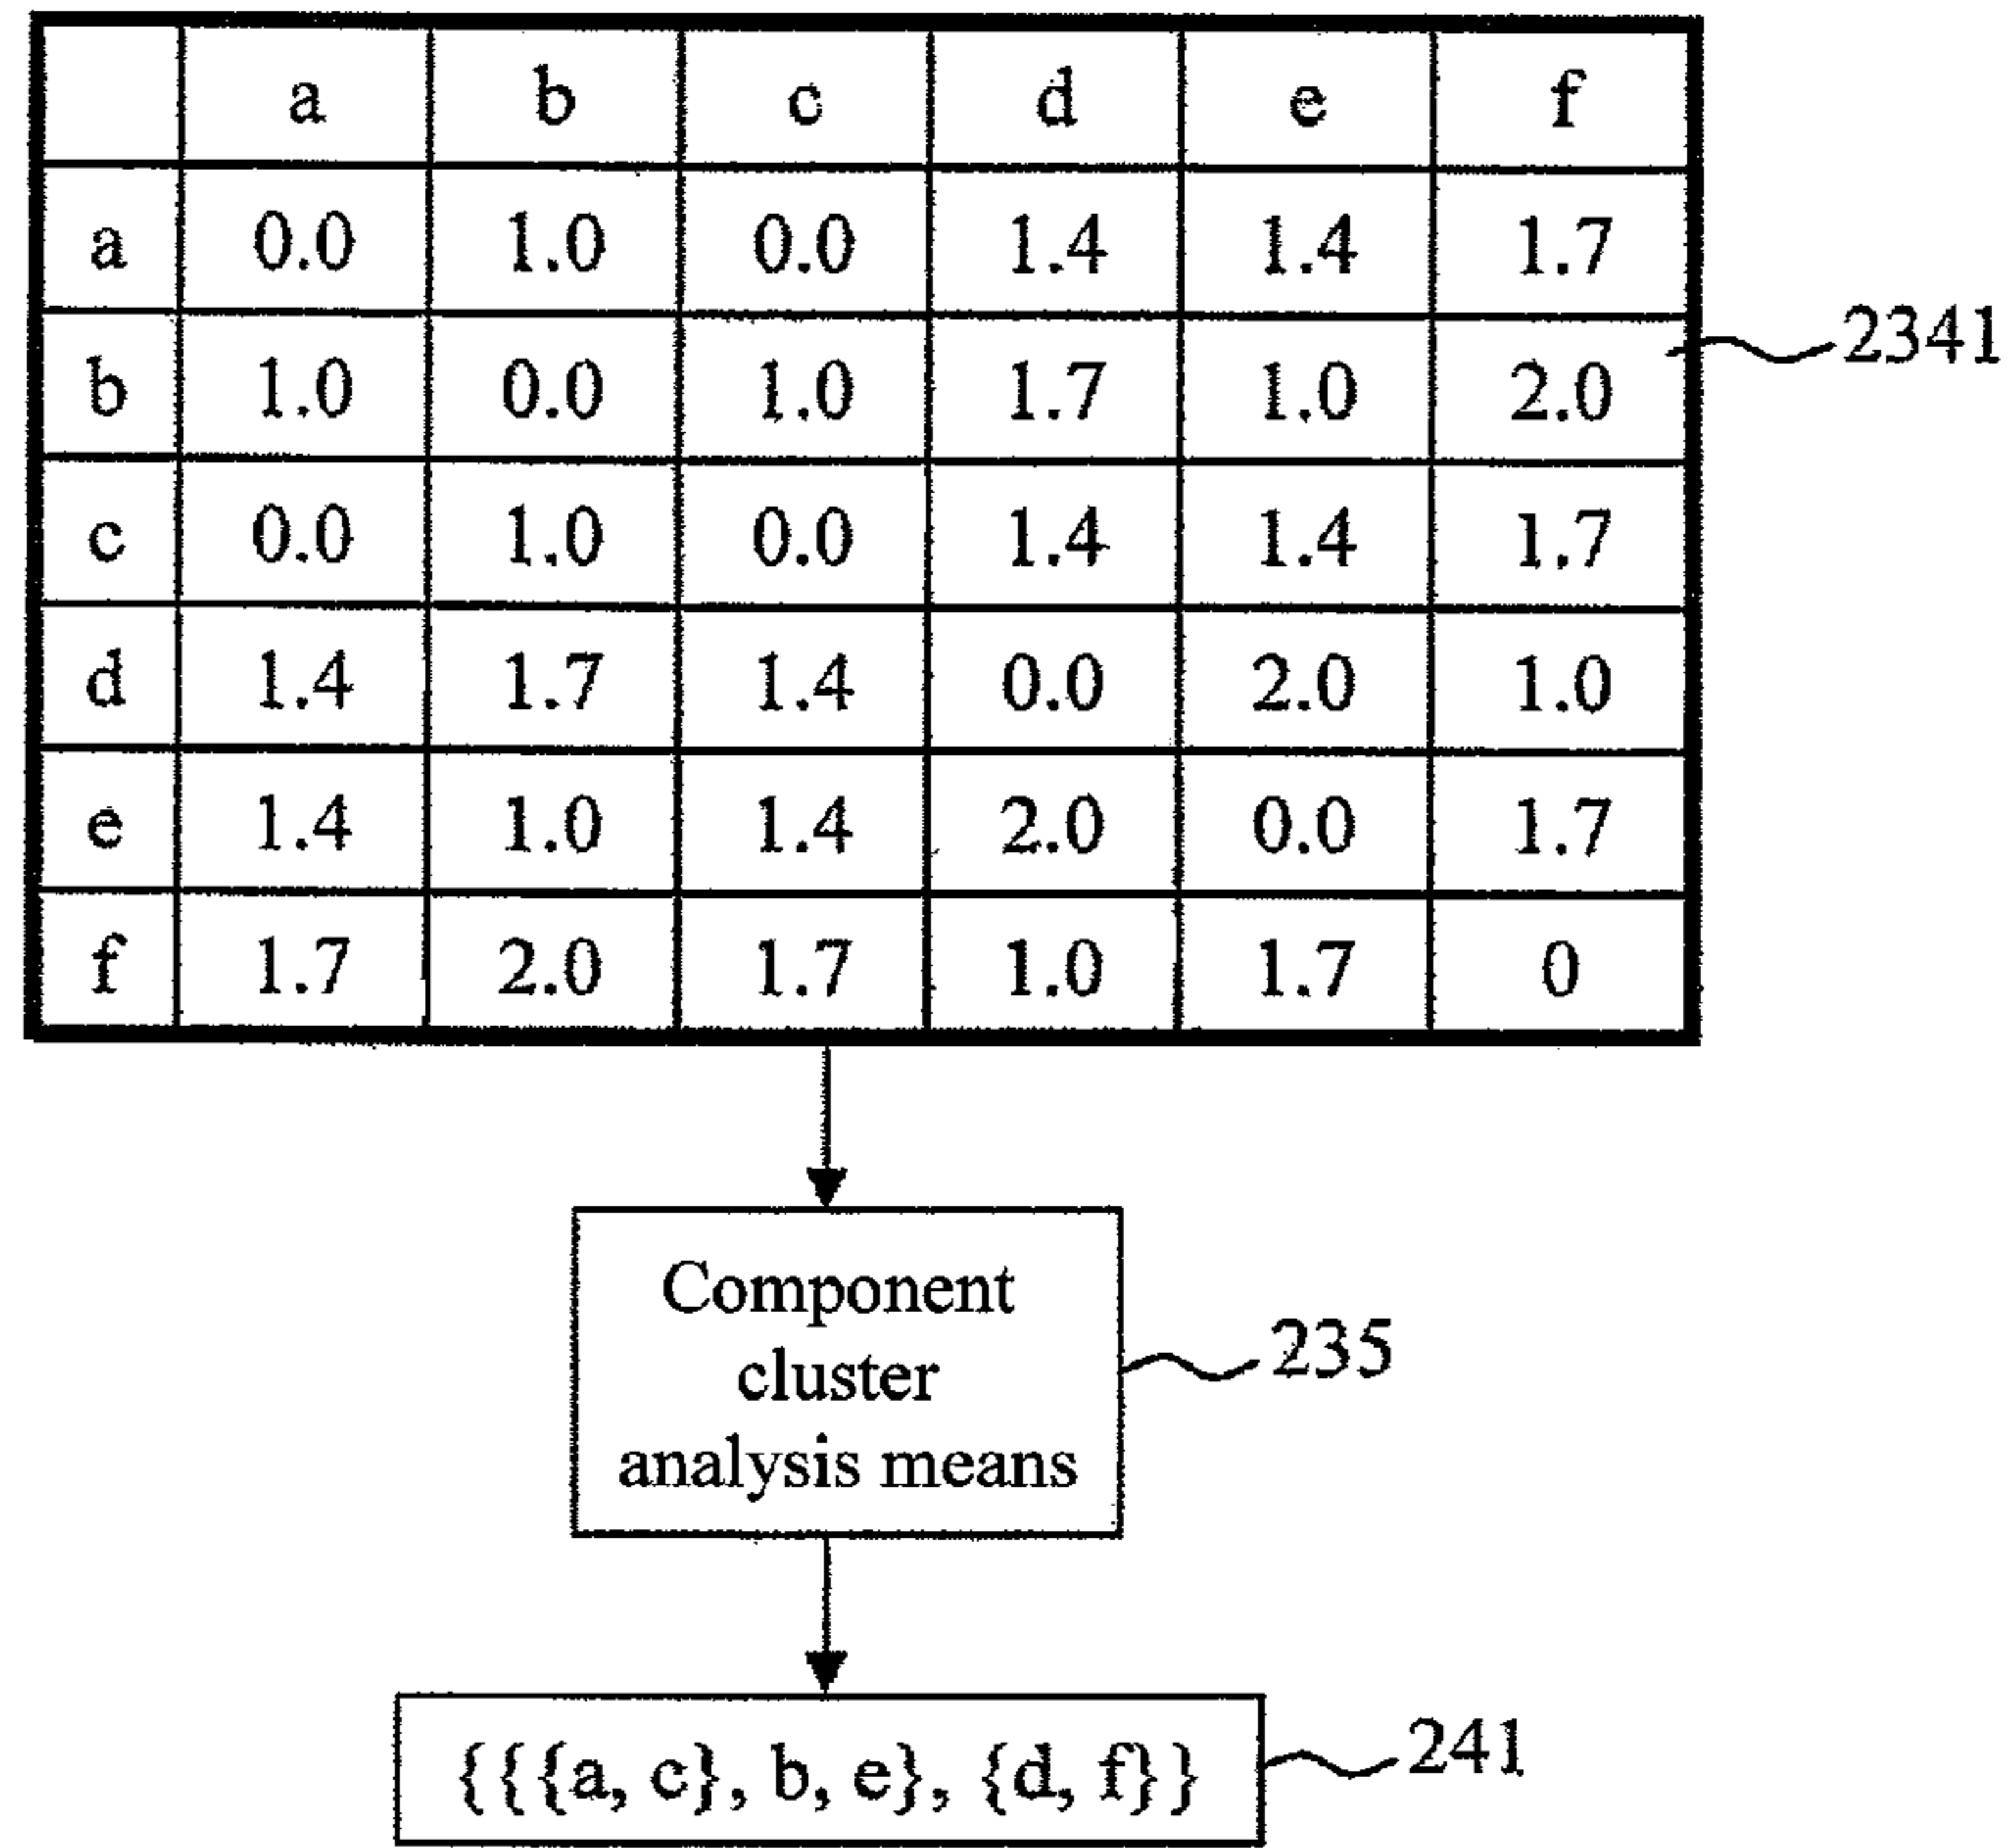 a b c d e f
a 0.0 1.0 0.0 1.4 1.4 1.7
b 1.0 0.0 1.0 1.7 1.0 2.0
2341
c 0.0 1.0 0.0 1.4 1.4 1.7
d 1.4 1.7 1.4 0.0 2.0 1.0
e 1.4 1.0 1.4 2.0 0.0 1.7
f 1.7 2.0 1.7 1.0 1.7 0
Component
cluster
analysis means
235
{{{a, c}, b, e}, {d, f}}
241